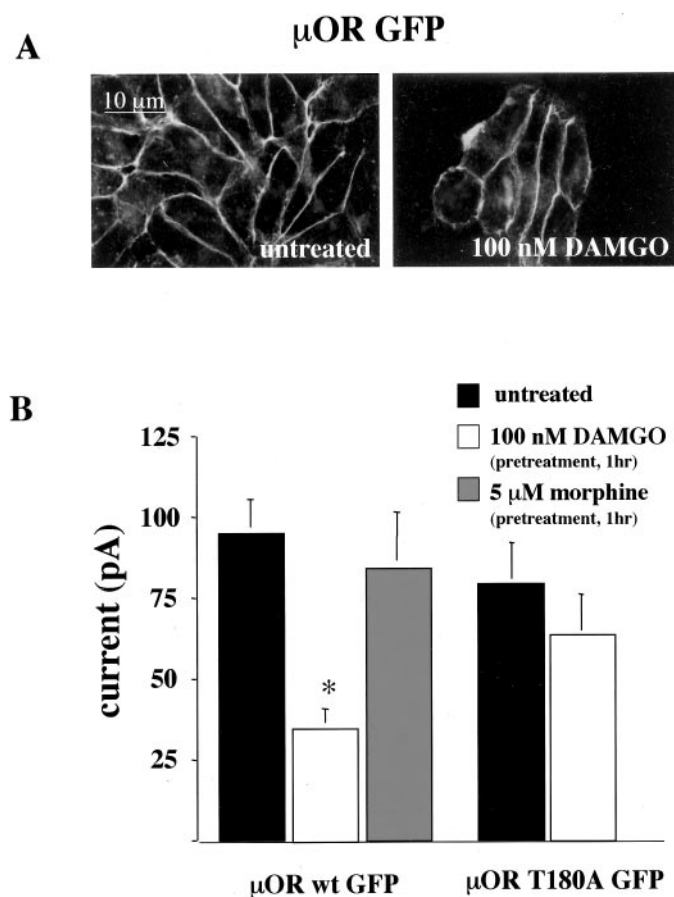 μOR GFP
A
10 μm
untreated
100 nM DAMGO
B
untreated
100 nM DAMGO
(pretreatment, 1hr)
5 μM morphine
(pretreatment, 1hr)
125
100
75
50
25
current (pA)
*
μOR wt GFP
μOR T180A GFP